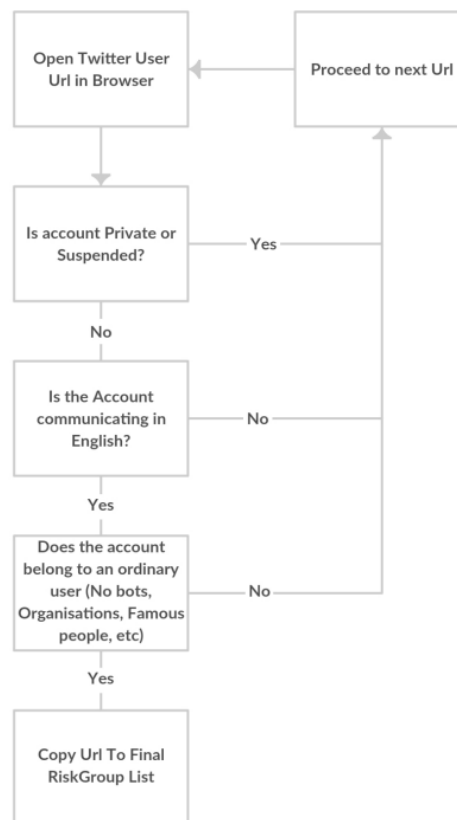 Open Twitter User
Url in Browser
Proceed to next Url
Is account Private or
Suspended?
Yes
No
Is the Account
communicating in
English?
No
Yes
Does the account
belong to an ordinary
user (No bots,
Organisations, Famous
people, etc)
No
Yes
Copy Url To Final
RiskGroup List